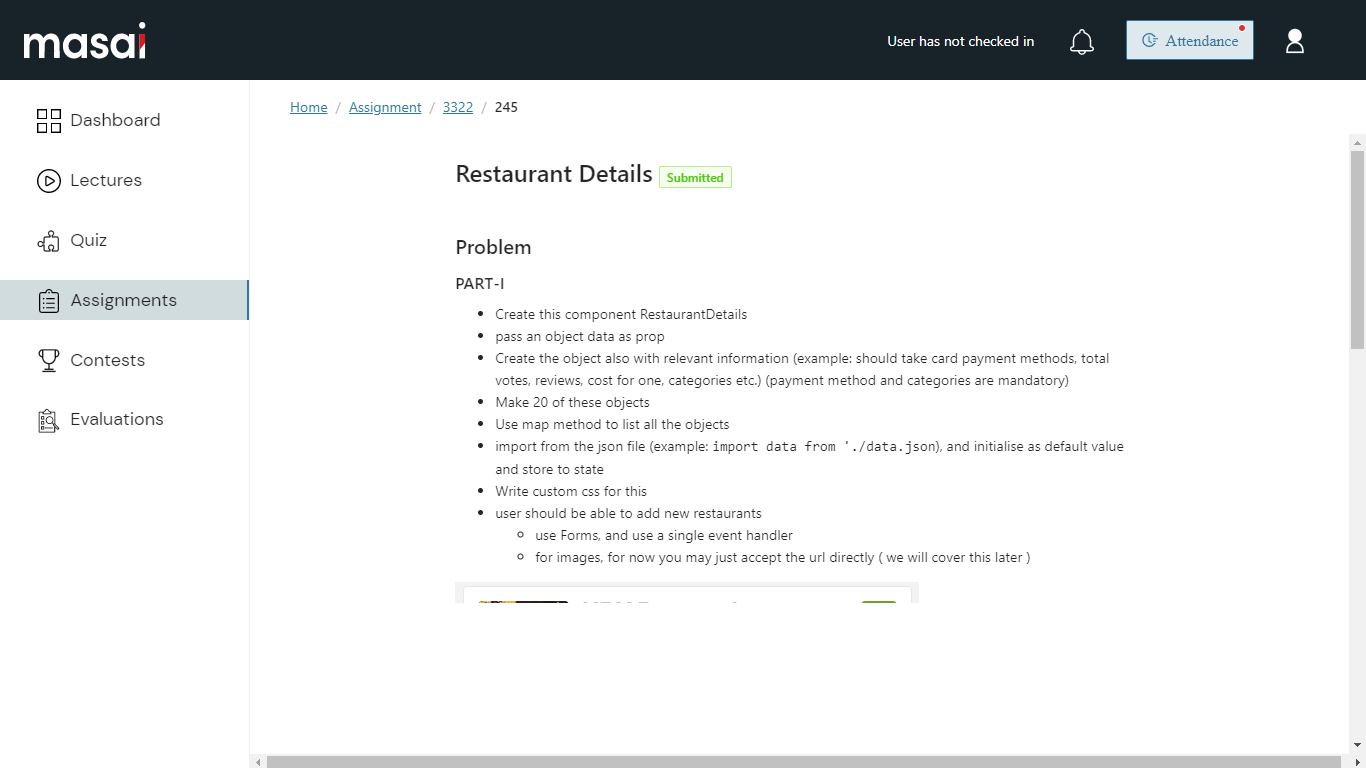 masai
User has not checked in
Attendance
Dashboard
Lectures
Quiz
Assignments
Contests
Evaluations
Home / Assignment / 3322 / 245
Restaurant Details Submitted
Problem
PART-I
Create this component RestaurantDetails
pass an object data as prop
Create the object also with relevant information (example: should take card payment methods, total
votes, reviews, cost for one, categories etc.) (payment method and categories are mandatory)
Make 20 of these objects
Use map method to list all the objects
import from the json file (example: import data from './data.json), and initialise as default value
and store to state
Write custom css for this
user should be able to add new restaurants
use Forms, and use a single event handler
for images, for now you may just accept the url directly ( we will cover this later )